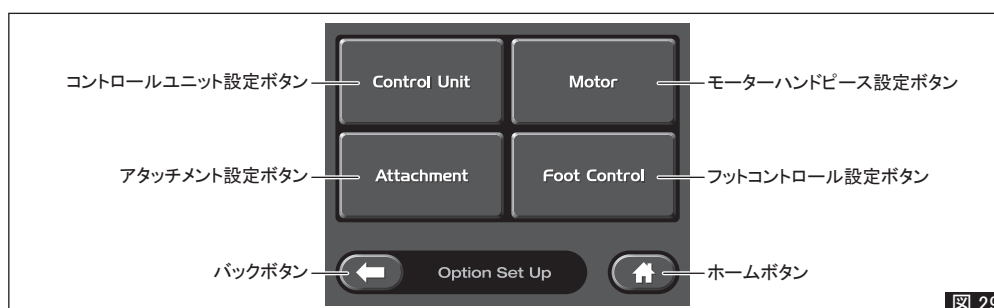 コントロールユニット設定ボタン Control Unit Motor モーターハンドピース設定ボタン
アタッチメント設定ボタン Attachment Foot Control フットコントロール設定ボタン
バックボタン Option Set Up ホームボタン
図 29